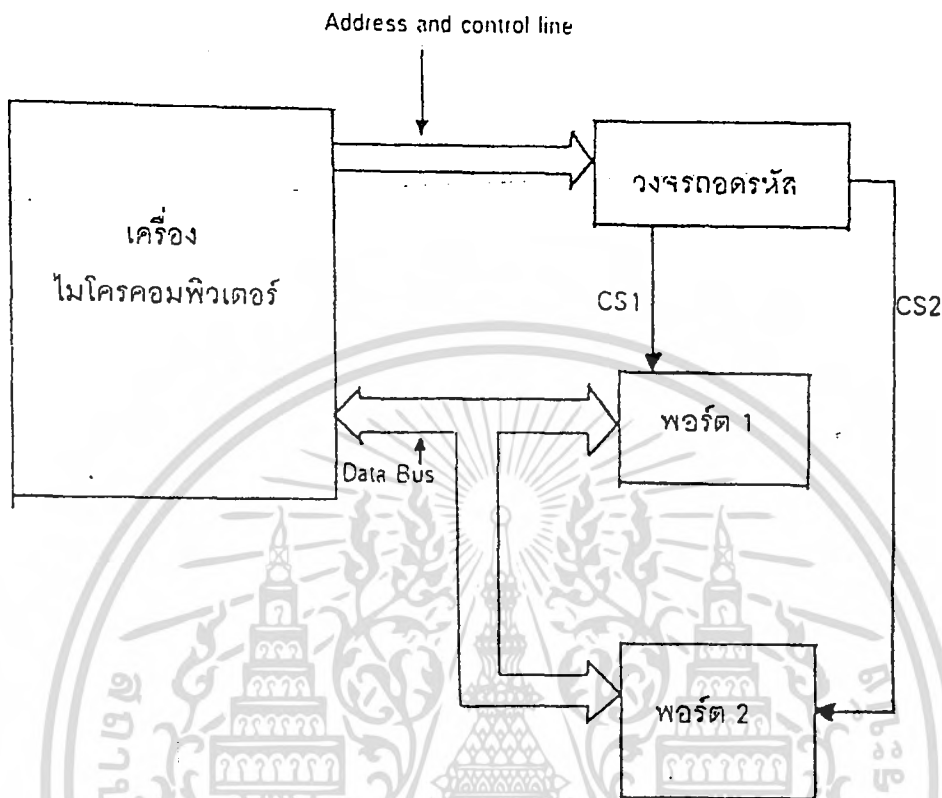 Address and control line
วงจรถอดรหัส
เครื่อง
ไมโครคอมพิวเตอร์
CS1
CS2
พอร์ต 1
Data Bus
พอร์ต 2